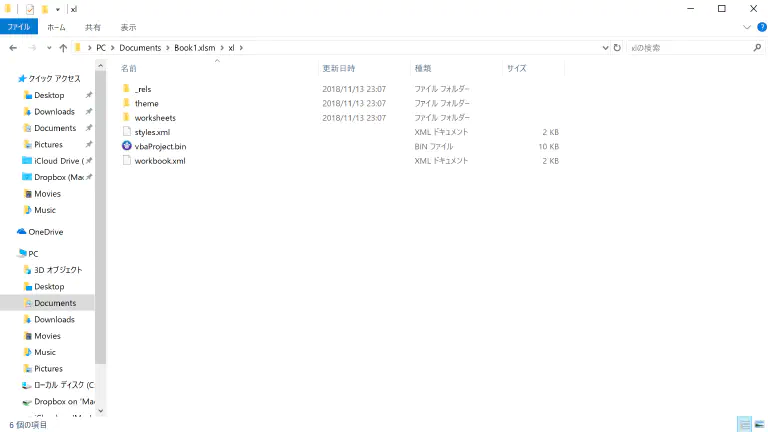 xl
ファイル ホーム 共有 表示
PC > Documents > Book1.xlsm > xl >
xlの検索
名前 更新日時 種類 サイズ
クイック アクセス
Desktop
Downloads
Documents
Pictures
iCloud Drive (
Dropbox (Mac
Movies
Music
OneDrive
PC
3D オブジェクト
Desktop
Documents
Downloads
Movies
Music
Pictures
ローカル ディスク (C
Dropbox on 'Mac
_rels 2018/11/13 23:07 ファイル フォルダー
theme 2018/11/13 23:07 ファイル フォルダー
worksheets 2018/11/13 23:07 ファイル フォルダー
styles.xml XML ドキュメント 2 KB
vbaProject.bin BIN ファイル 10 KB
workbook.xml XML ドキュメント 2 KB
6 個の項目